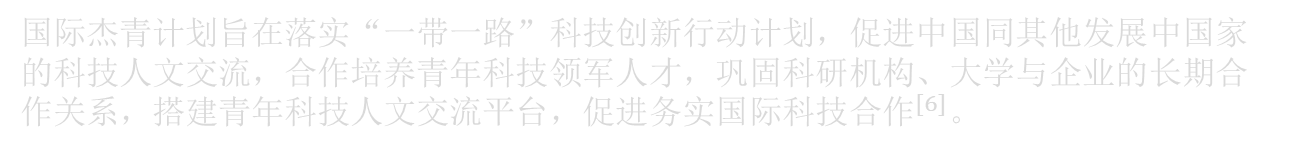 国际杰青计划旨在落实“一带一路”科技创新行动计划，促进中国同其他发展中国家
的科技人文交流，合作培养青年科技领军人才，巩固科研机构、大学与企业的长期合
作关系，搭建青年科技人文交流平台，促进务实国际科技合作[6]。